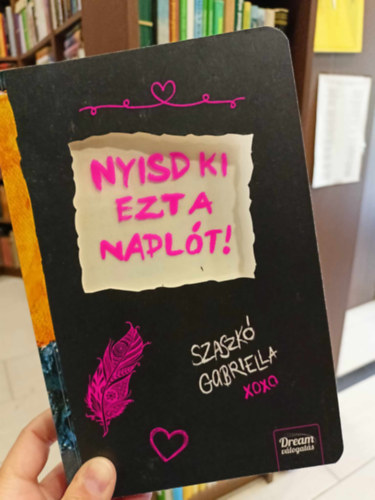 NYISD KI
EZT A
NAPLÓT!
SZASZKÓ
GABRIELLA
XOXO
Dream
válogatás